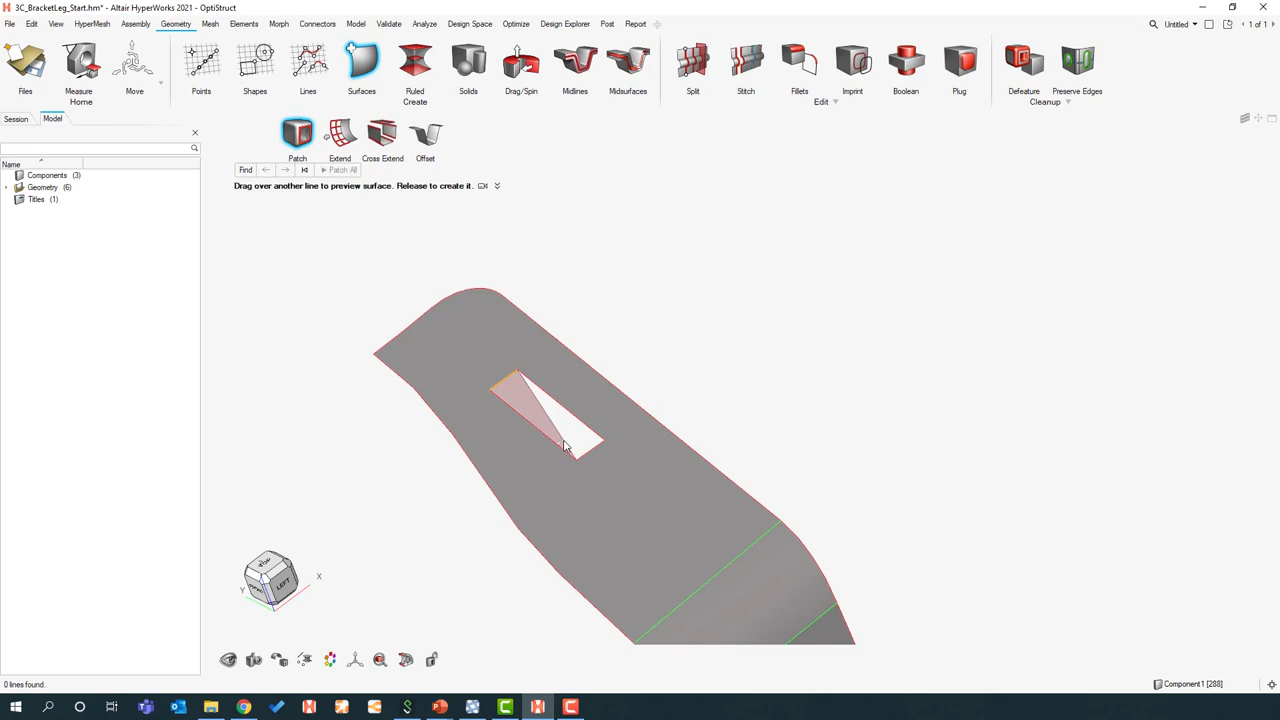 3C_BracketLeg_Start.hm* - Altair HyperWorks 2021 - OptiStruct
File Edit View HyperMesh Assembly Geometry Morph Connectors Mesh Elements Model Validate Analyze Design Space Optimize Design Explorer Post Report Untitled 1 of 1
Files Measure Move Points Shapes Lines Surfaces Ruled Solids Drag/Spin Midlines Midsurfaces Split Stitch Fillets Imprint Boolean Plug Defeature Preserve Edges
Home Create Edit Cleanup
Session Model
Patch Extend Cross Extend Offset
Name
Find Patch All
Components (3)
Drag over another line to preview surface. Release to create it.
Geometry (6)
Titles (1)
TOP
LEFT
X
Y
0 lines found.
Component1 [288]